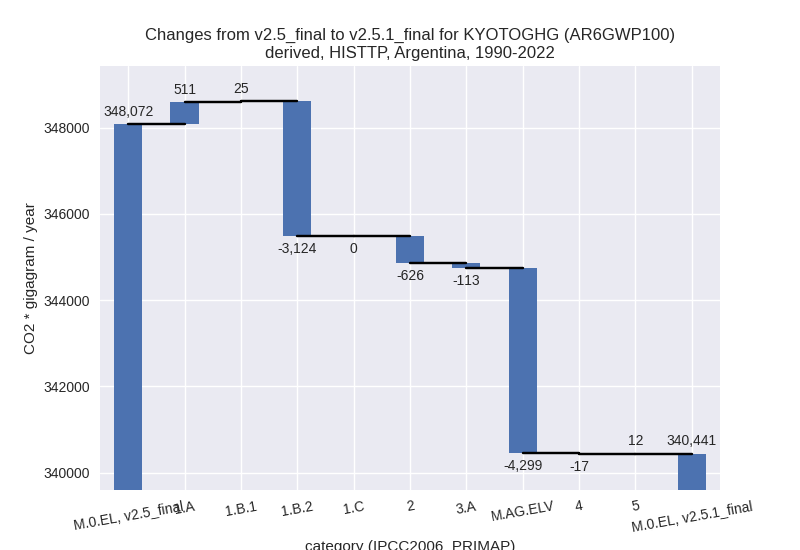 Changes from v2.5_final to v2.5.1_final for KYOTOGHG (AR6GWP100)
derived, HISTTP, Argentina, 1990-2022
CO2 * gigagram / year
348000
346000
344000
342000
340000
348,072
511
25
-3,124
0
-626
-113
-4,299
-17
12
340,441
M.0.EL, v2.5_final
1.A
1.B.1
1.B.2
1.C
2
3.A
M.AG.ELV
4
5
M.0.EL, v2.5.1_final
category (IPCC2006_PRIMAP)